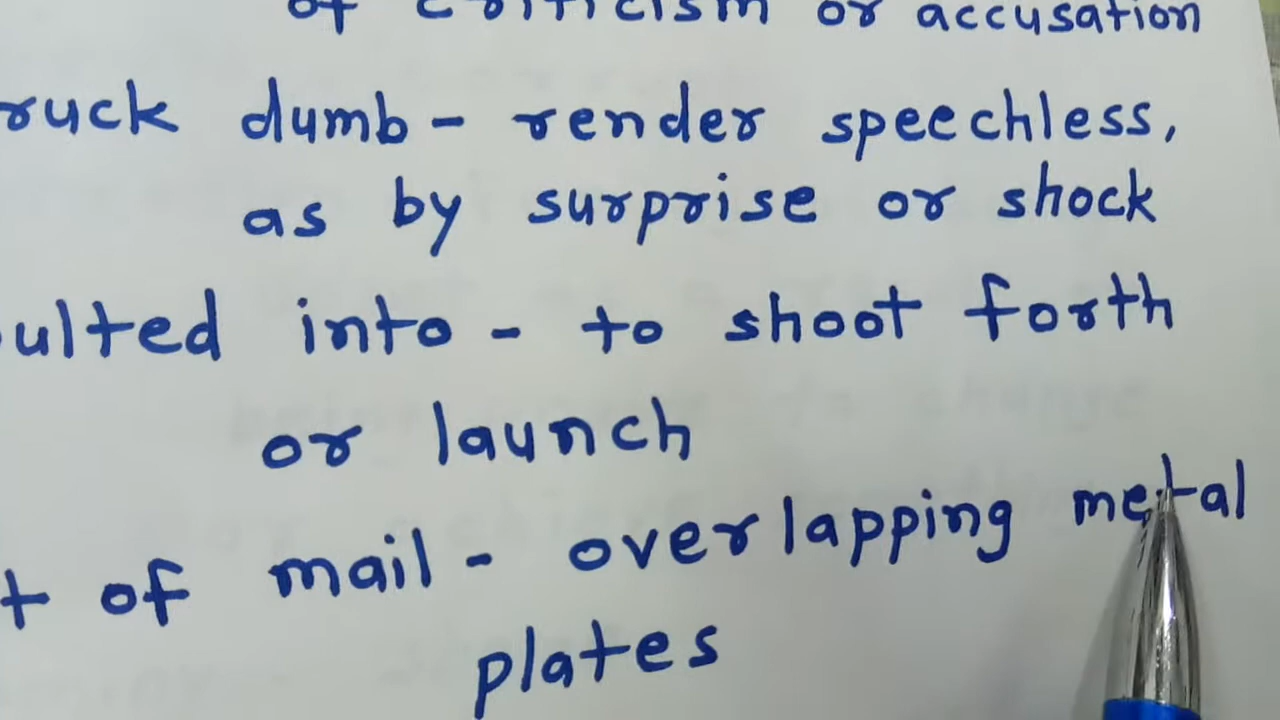 of criticism or accusation
ruck dumb - render speechless,
as by surprise or shock
ulted into - to shoot forth
or launch
t of mail - overlapping metal
plates